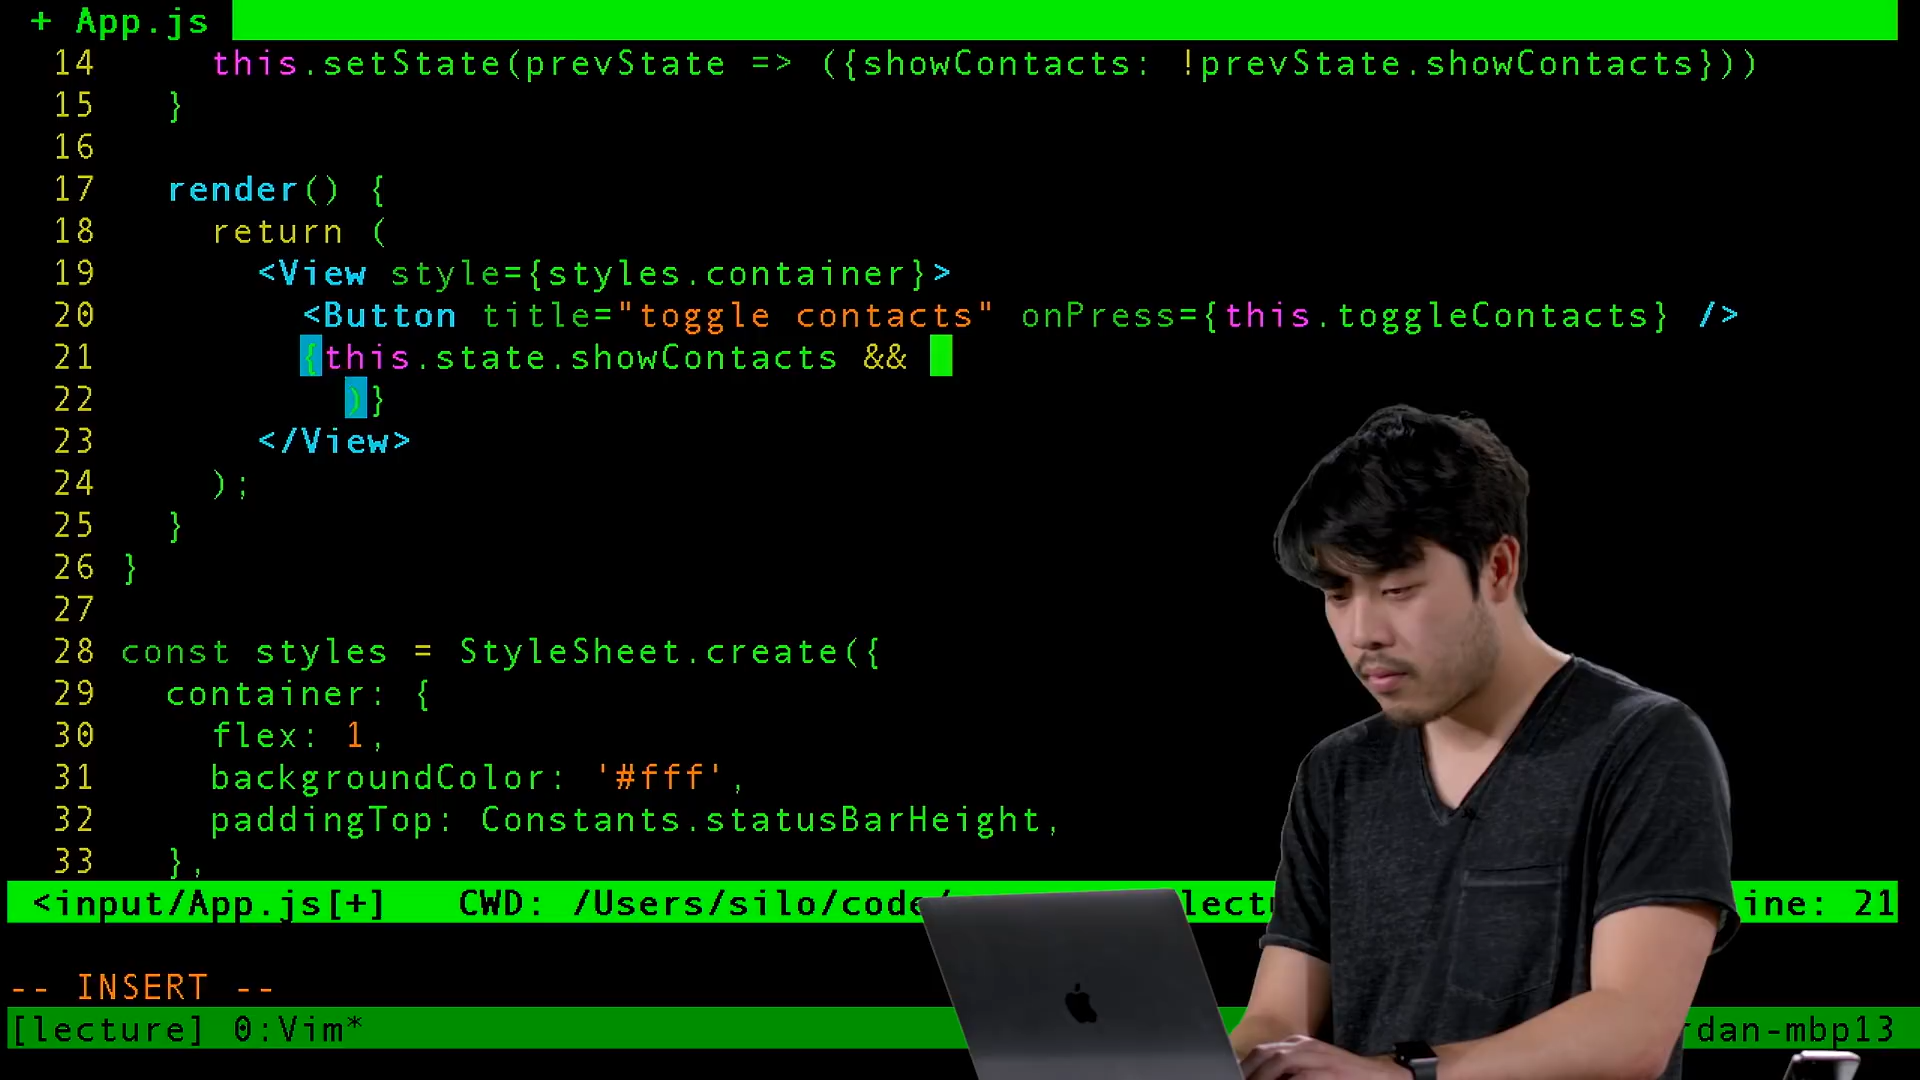 + App.js
14 this.setState(prevState => ({showContacts: !prevState.showContacts}))
15 }
16
17 render() {
18 return (
19 <View style={styles.container}>
20 <Button title="toggle contacts" onPress={this.toggleContacts} />
21 {this.state.showContacts &&
22 )}
23 </View>
24 );
25 }
26 }
27
28 const styles = StyleSheet.create({
29 container: {
30 flex: 1,
31 backgroundColor: '#fff',
32 paddingTop: Constants.statusBarHeight,
33 },
<input/App.js[+] CWD: /Users/silo/code/ lectu ine: 21
-- INSERT --
[lecture] 0:Vim* rdan-mbp13